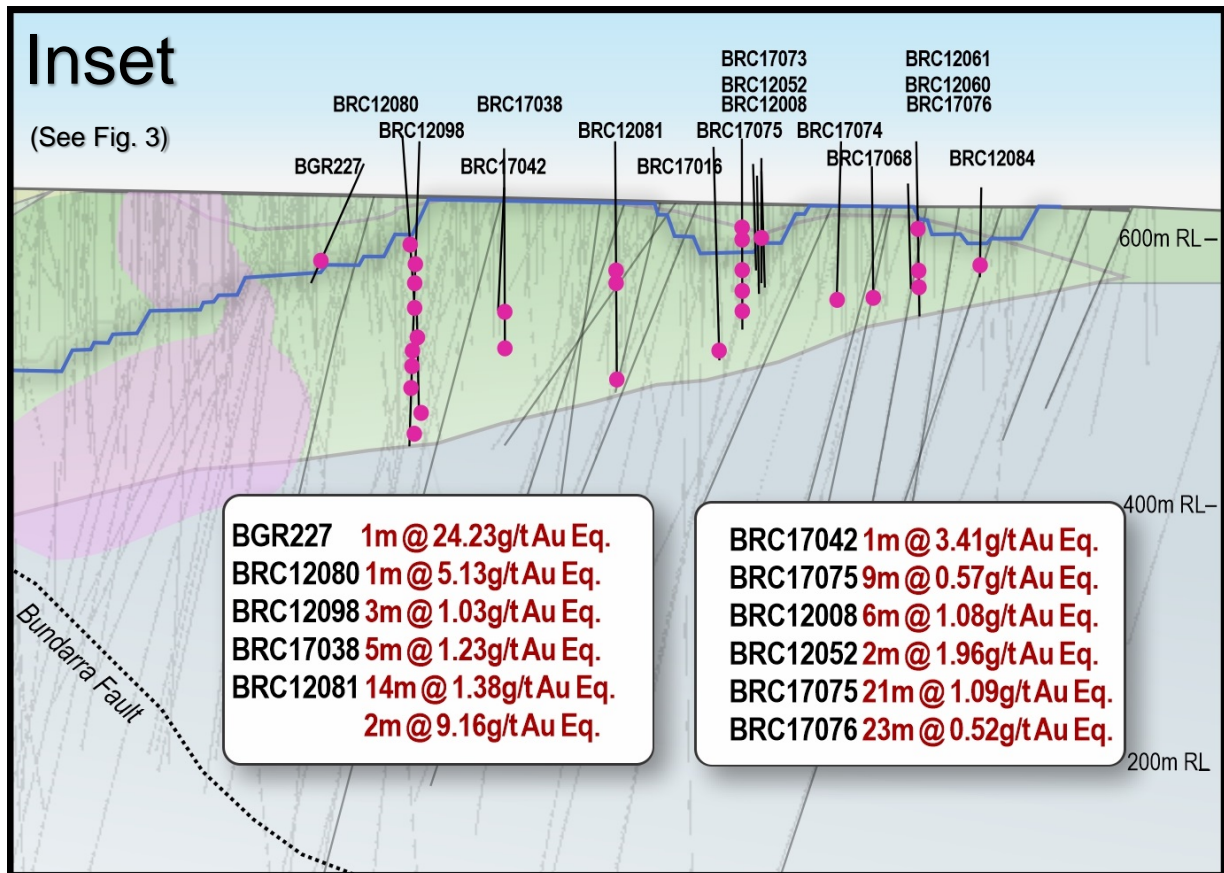 Inset
(See Fig. 3)
BRC17073
BRC12061
BRC12052
BRC12060
BRC12080
BRC17038
BRC12008
BRC17076
BRC12098
BRC12081
BRC17075
BRC17074
BGR227
BRC17042
BRC17016
BRC17068
BRC12084
600m RL
400m RL
200m RL
Bundarra Fault
BGR227 1m @ 24.23g/t Au Eq.
BRC12080 1m @ 5.13g/t Au Eq.
BRC12098 3m @ 1.03g/t Au Eq.
BRC17038 5m @ 1.23g/t Au Eq.
BRC12081 14m @ 1.38g/t Au Eq.
2m @ 9.16g/t Au Eq.
BRC17042 1m @ 3.41g/t Au Eq.
BRC17075 9m @ 0.57g/t Au Eq.
BRC12008 6m @ 1.08g/t Au Eq.
BRC12052 2m @ 1.96g/t Au Eq.
BRC17075 21m @ 1.09g/t Au Eq.
BRC17076 23m @ 0.52g/t Au Eq.